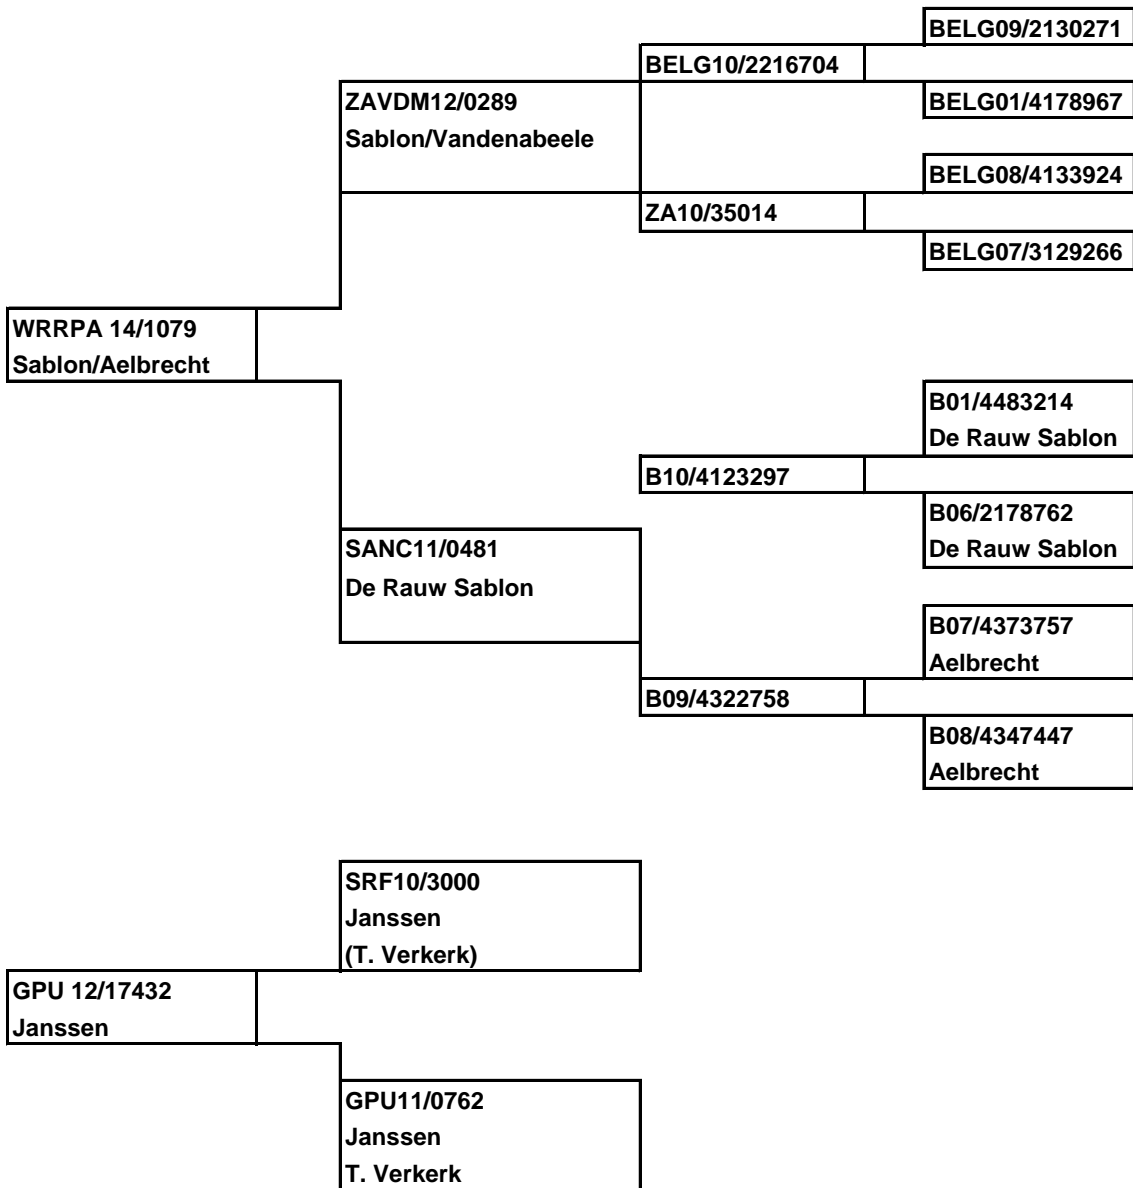 BELG09/2130271
BELG10/2216704
ZAVDM12/0289
BELG01/4178967
Sablon/Vandenabeele
BELG08/4133924
ZA10/35014
BELG07/3129266
WRRPA 14/1079
Sablon/Aelbrecht
B01/4483214
De Rauw Sablon
B10/4123297
B06/2178762
De Rauw Sablon
SANC11/0481
De Rauw Sablon
B07/4373757
Aelbrecht
B09/4322758
B08/4347447
Aelbrecht
SRF10/3000
Janssen
(T. Verkerk)
GPU 12/17432
Janssen
GPU11/0762
Janssen
T. Verkerk